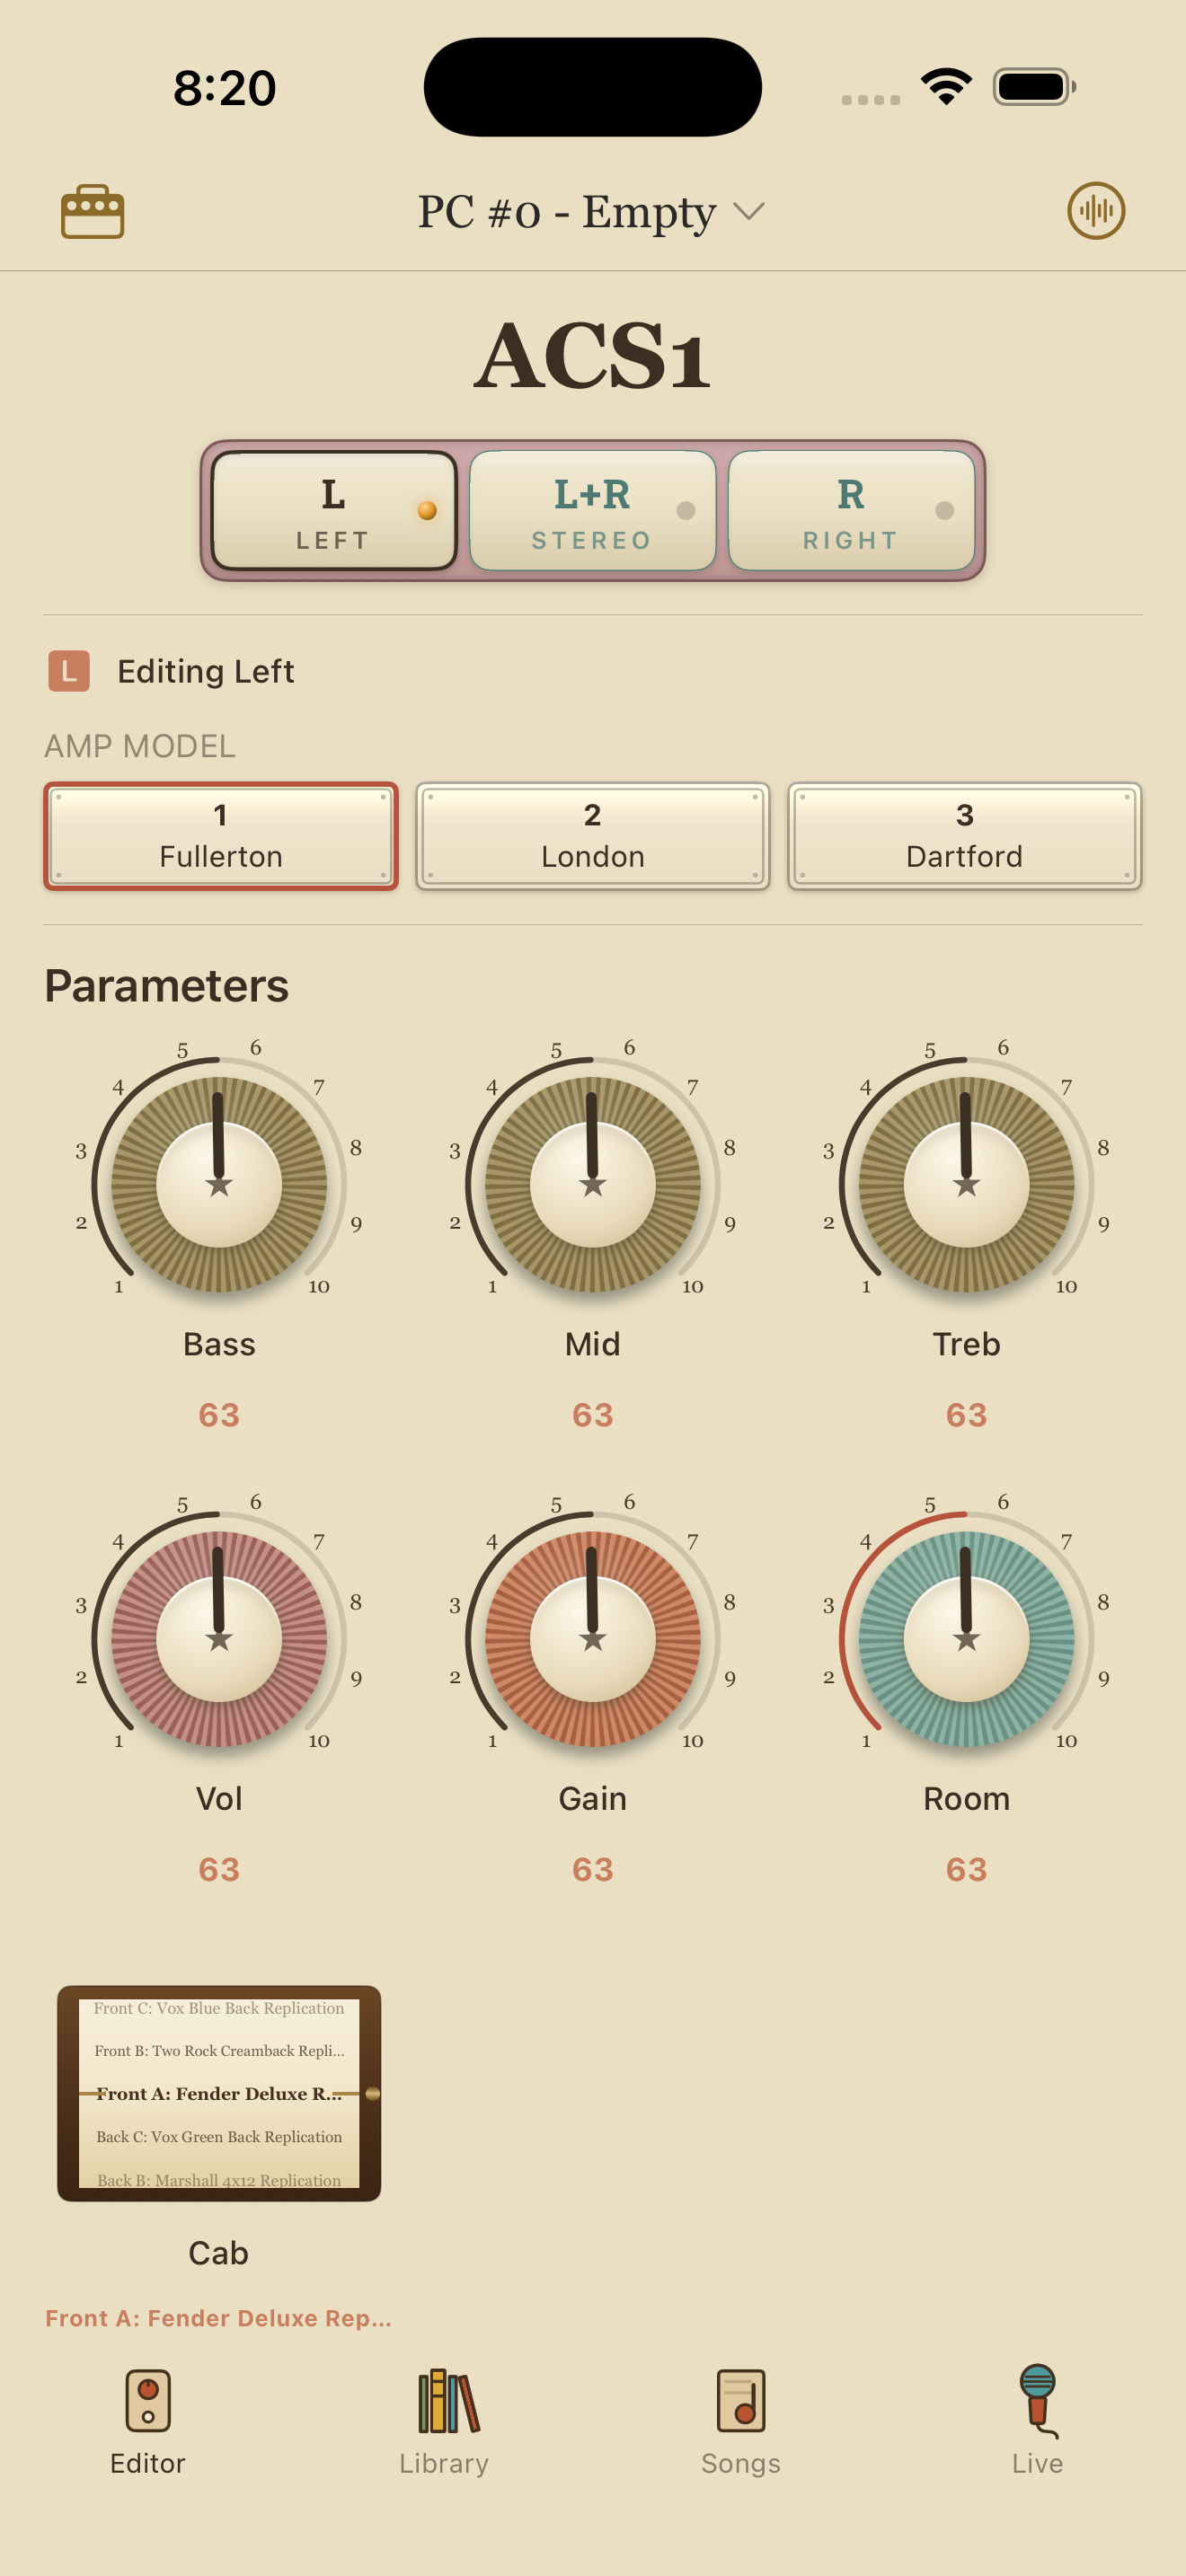 8:20
PC #0 - Empty
ACS1
L
LEFT
L+R
STEREO
R
RIGHT
L
Editing Left
AMP MODEL
1
Fullerton
2
London
3
Dartford
Parameters
1 2 3 4 5 6 7 8 9 10
1 2 3 4 5 6 7 8 9 10
1 2 3 4 5 6 7 8 9 10
Bass
Mid
Treb
63
63
63
1 2 3 4 5 6 7 8 9 10
1 2 3 4 5 6 7 8 9 10
1 2 3 4 5 6 7 8 9 10
Vol
Gain
Room
63
63
63
Front C: Vox Blue Back Replication
Front B: Two Rock Creamback Repli...
Front A: Fender Deluxe R...
Back C: Vox Green Back Replication
Back B: Marshall 4x12 Replication
Cab
Front A: Fender Deluxe Rep...
Editor
Library
Songs
Live